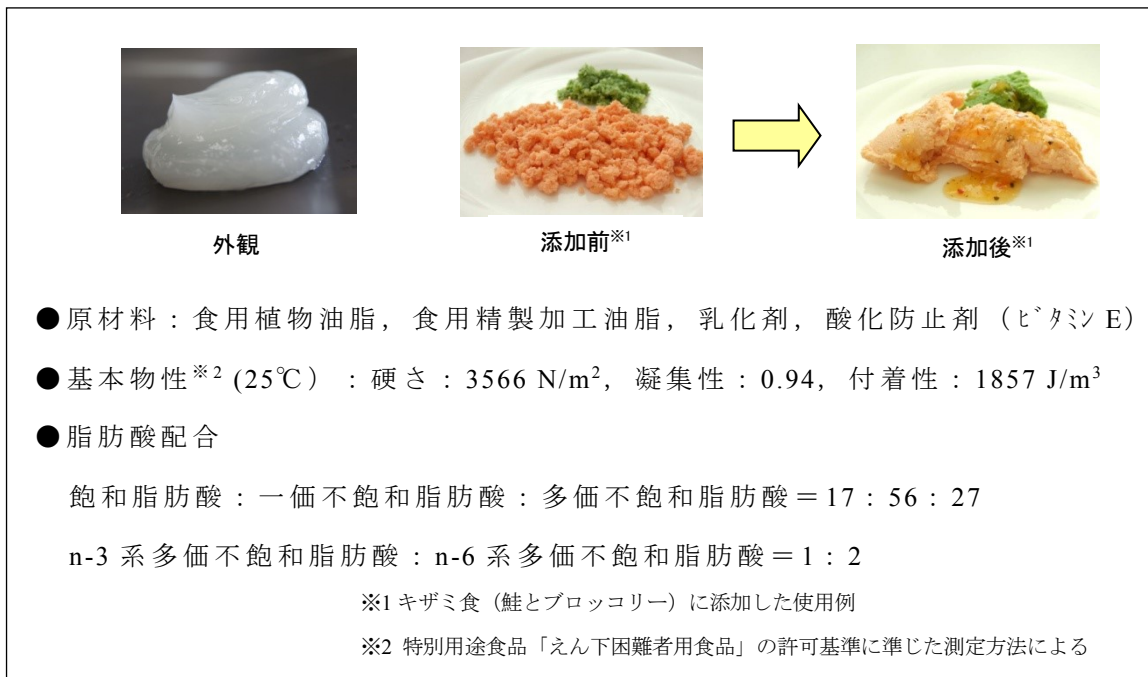 外観 添加前※1 添加後※1
●原材料：食用植物油脂，食用精製加工油脂，乳化剤，酸化防止剤（ﾋﾞﾀﾐﾝ E）
●基本物性※2 (25℃）：硬さ：3566 N/m2，凝集性：0.94，付着性：1857 J/m3
●脂肪酸配合
飽和脂肪酸：一価不飽和脂肪酸：多価不飽和脂肪酸＝17：56：27
n-3 系多価不飽和脂肪酸：n-6 系多価不飽和脂肪酸＝1：2
※1 キザミ食（鮭とブロッコリー）に添加した使用例
※2 特別用途食品「えん下困難者用食品」の許可基準に準じた測定方法による